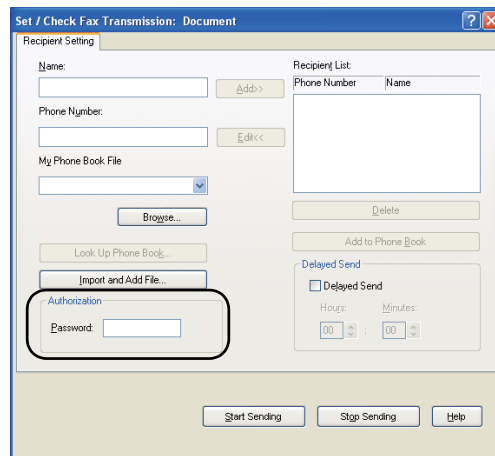 Set / Check Fax Transmission: Document
Recipient Setting
Name:
Add>>
Phone Number:
Edit<<
My Phone Book File
Browse...
Look Up Phone Book...
Import and Add File...
Authorization
Password:
Recipient List:
Phone Number Name
Delete
Add to Phone Book
Delayed Send
Delayed Send
Hours: Minutes:
00 : 00
Start Sending Stop Sending Help